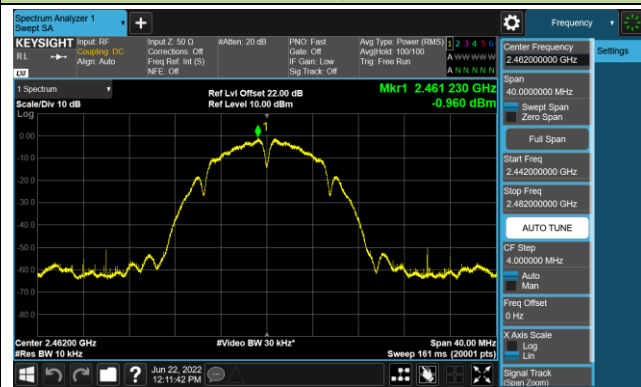 Spectrum Analyzer 1
Swept SA
Frequency
KEYSIGHT Input: RF Input Z: 50 Ω #Atten: 20 dB PNO: Fast Avg Type: Power (RMS) 1 2 3 4 5 6
RL Coupling: DC Corrections: Off Gate: Off Avg|Hold: 100/100 A W W W W W
Align: Auto Freq Ref: Int (S) IF Gain: Low Trig: Free Run
NFE: Off Sig Track: Off A N N N N N
LXI
1 Spectrum
Scale/Div 10 dB
Log
Ref Lvl Offset 22.00 dB
Ref Level 10.00 dBm
Mkr1 2.461 230 GHz
-0.960 dBm
1
0.00
-10.0
-20.0
-30.0
-40.0
-50.0
-60.0
-70.0
-80.0
Center 2.46200 GHz
#Res BW 10 kHz
#Video BW 30 kHz*
Span 40.00 MHz
Sweep 161 ms (20001 pts)
Jun 22, 2022
12:11:42 PM
Center Frequency
2.462000000 GHz
Settings
Span
40.0000000 MHz
Swept Span
Zero Span
Full Span
Start Freq
2.442000000 GHz
Stop Freq
2.482000000 GHz
AUTO TUNE
CF Step
4.000000 MHz
Auto
Man
Freq Offset
0 Hz
X Axis Scale
Log
Lin
Signal Track
(Span Zoom)